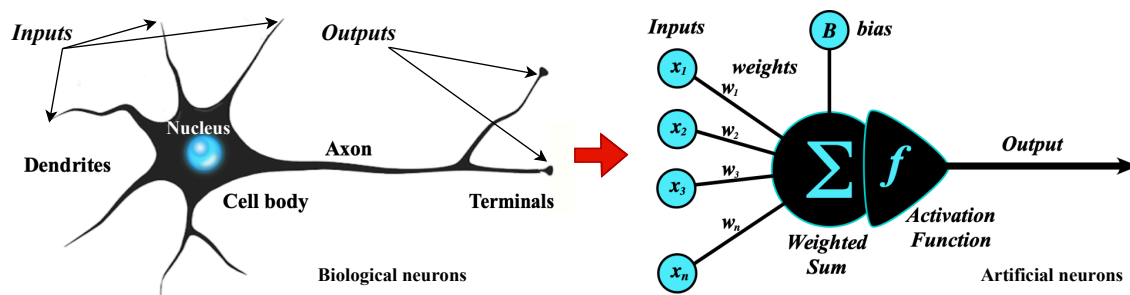 Inputs
Outputs
Nucleus
Dendrites
Axon
Cell body
Terminals
Biological neurons
Inputs
B bias
x1
weights
w1
x2
w2
x3
w3
xn
wn
Σ f
Output
Weighted
Sum
Activation
Function
Artificial neurons